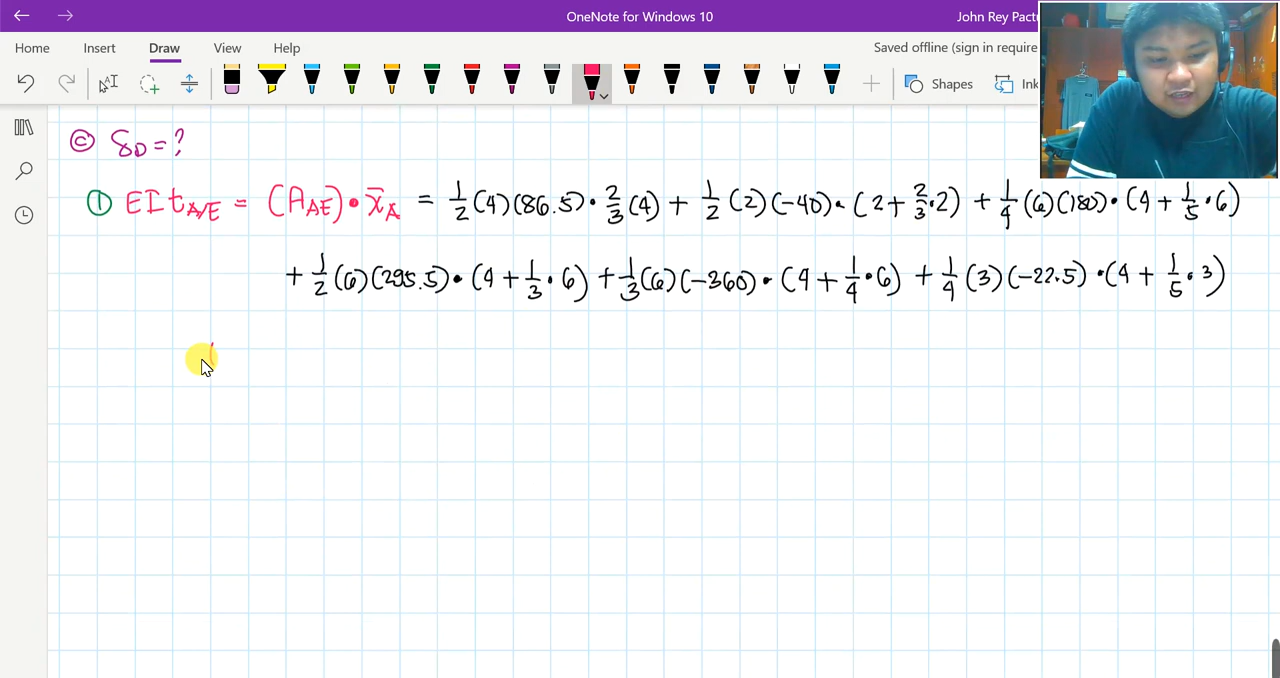 OneNote for Windows 10
John Rey Pactu
Home Insert Draw View Help
Saved offline (sign in require
Shapes Ink
ⓒ δD = ?
① EI t A/E = (A AE) • x̄ A = 1/2 (4)(86.5) • 2/3 (4) + 1/2 (2)(-40) • (2 + 2/3 • 2) + 1/4 (6)(180) • (4 + 1/5 • 6)
+ 1/2 (6)(295.5) • (4 + 1/3 • 6) + 1/3 (6)(-360) • (4 + 1/4 • 6) + 1/4 (3)(-22.5) • (4 + 1/5 • 3)